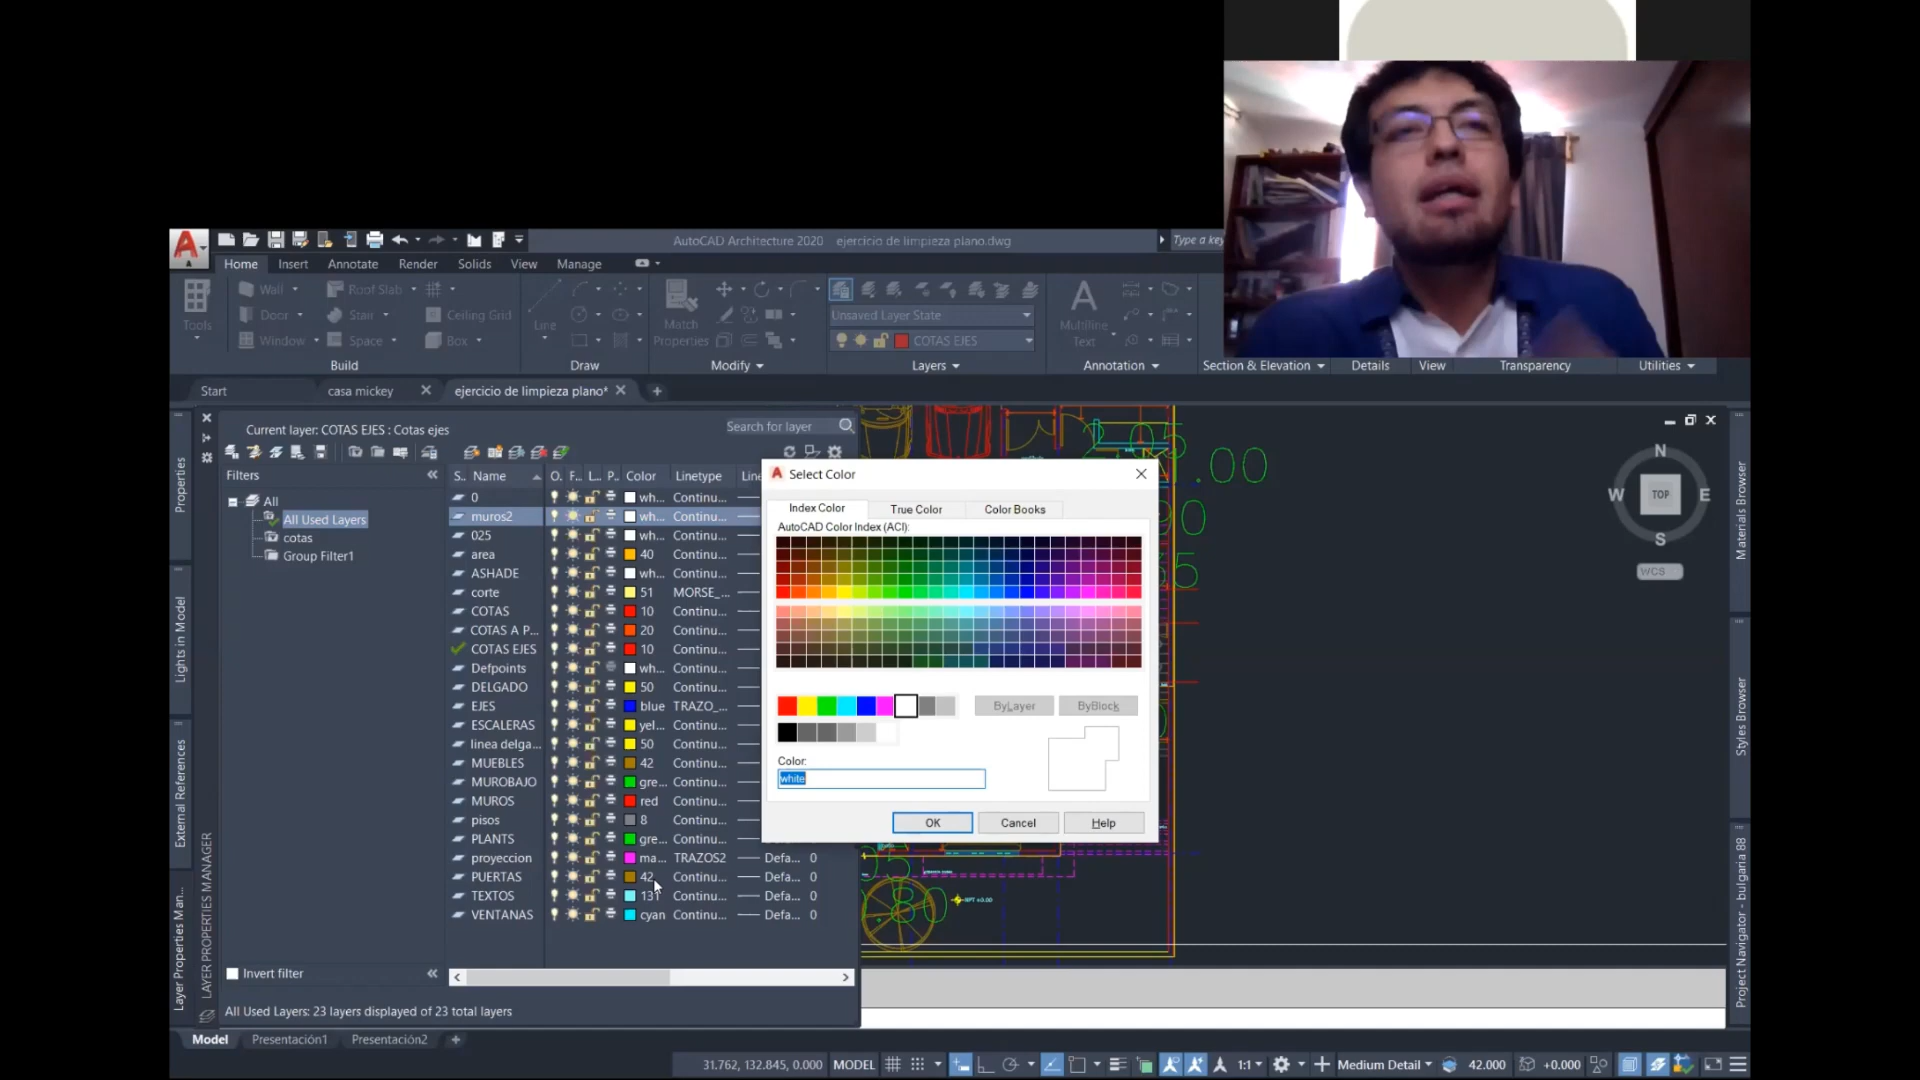 AutoCAD Architecture 2020 ejercicio de limpieza plano.dwg
Type a key
Home Insert Annotate Render Solids View Manage
Tools
Wall
Roof Slab
Door
Stair
Ceiling Grid
Window
Space
Box
Build
Line
Draw
Match
Properties
Modify
Unsaved Layer State
COTAS EJES
Layers
Multiline
Text
Annotation
Section & Elevation
Details
View
Transparency
Utilities
Start
casa mickey
ejercicio de limpieza plano*
Current layer: COTAS EJES : Cotas ejes
Search for layer
Filters
All
All Used Layers
cotas
Group Filter1
S.. Name O. F.. L.. P.. Color Linetype Line
0 wh... Continu...
muros2 wh... Continu...
025 wh... Continu...
area 40 Continu...
ASHADE wh... Continu...
corte 51 MORSE_...
COTAS 10 Continu...
COTAS A P... 20 Continu...
COTAS EJES 10 Continu...
Defpoints wh... Continu...
DELGADO 50 Continu...
EJES blue TRAZO_...
ESCALERAS yel... Continu...
linea delga... 50 Continu...
MUEBLES 42 Continu...
MUROBAJO gre... Continu...
MUROS red Continu...
pisos 8 Continu...
PLANTS gre... Continu...
proyeccion ma... TRAZOS2 Defa... 0
PUERTAS 42 Continu... Defa... 0
TEXTOS 131 Continu... Defa... 0
VENTANAS cyan Continu... Defa... 0
Invert filter
All Used Layers: 23 layers displayed of 23 total layers
Properties
Lights in Model
External References
Layer Properties Man...
LAYER PROPERTIES MANAGER
Select Color
Index Color True Color Color Books
AutoCAD Color Index (ACI):
ByLayer ByBlock
Color:
white
OK Cancel Help
N
W TOP E
S
WCS
Materials Browser
Styles Browser
Project Navigator - bulgaria 88
Model Presentación1 Presentación2
31.762, 132.845, 0.000 MODEL 1:1 Medium Detail 42.000 +0.000